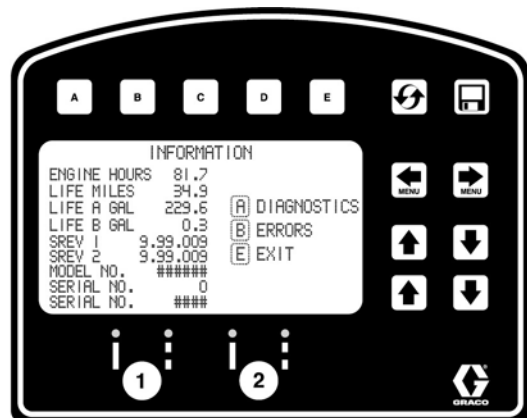 A B C D E
INFORMATION
ENGINE HOURS 81.7
LIFE MILES 34.9
LIFE A GAL 229.6
LIFE B GAL 0.3
SREV 1 9.99.009
SREV 2 9.99.009
MODEL NO. ######
SERIAL NO. 0
SERIAL NO. ####
A DIAGNOSTICS
B ERRORS
E EXIT
MENU MENU
1 2
G
GRACO